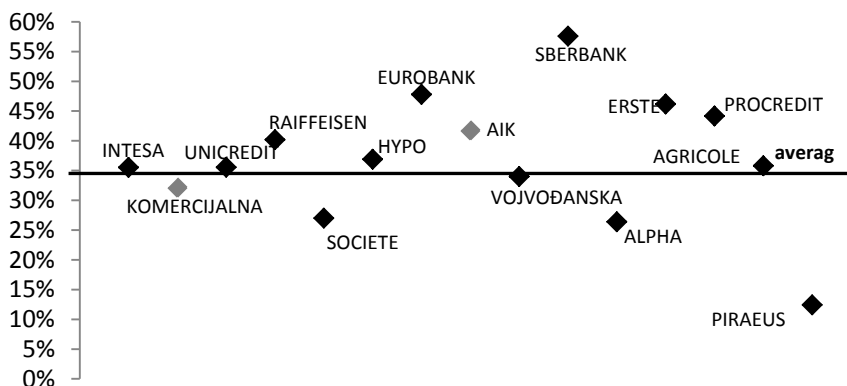 60%
55%
50%
45%
40%
35%
30%
25%
20%
15%
10%
5%
0%
INTESA
KOMERCIJALNA
UNICREDIT
RAIFFEISEN
SOCIETE
HYPO
EUROBANK
AIK
VOJVOĐANSKA
SBERBANK
ALPHA
ERSTE
PROCREDIT
AGRICOLE
averag
PIRAEUS